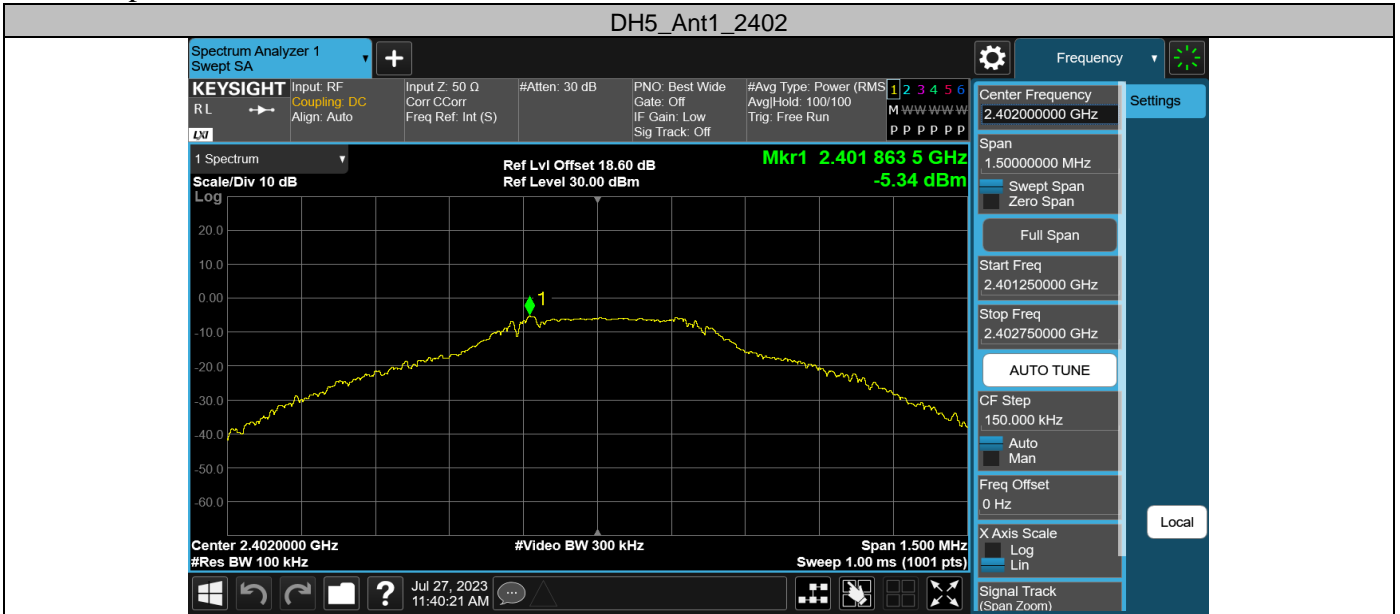 DH5_Ant1_2402
Spectrum Analyzer 1
Swept SA
Frequency
KEYSIGHT
RL
LXI
Input: RF
Coupling: DC
Align: Auto
Input Z: 50 Ω
Corr CCorr
Freq Ref: Int (S)
#Atten: 30 dB
PNO: Best Wide
Gate: Off
IF Gain: Low
Sig Track: Off
#Avg Type: Power (RMS
Avg|Hold: 100/100
Trig: Free Run
1 2 3 4 5 6
M W W W W W
P P P P P P
1 Spectrum
Scale/Div 10 dB
Log
Ref Lvl Offset 18.60 dB
Ref Level 30.00 dBm
Mkr1 2.401 863 5 GHz
-5.34 dBm
20.0
10.0
0.00
-10.0
-20.0
-30.0
-40.0
-50.0
-60.0
1
Center 2.4020000 GHz
#Res BW 100 kHz
#Video BW 300 kHz
Span 1.500 MHz
Sweep 1.00 ms (1001 pts)
Jul 27, 2023
11:40:21 AM
Center Frequency
2.402000000 GHz
Span
1.50000000 MHz
Swept Span
Zero Span
Full Span
Start Freq
2.401250000 GHz
Stop Freq
2.402750000 GHz
AUTO TUNE
CF Step
150.000 kHz
Auto
Man
Freq Offset
0 Hz
X Axis Scale
Log
Lin
Signal Track
(Span Zoom)
Settings
Local